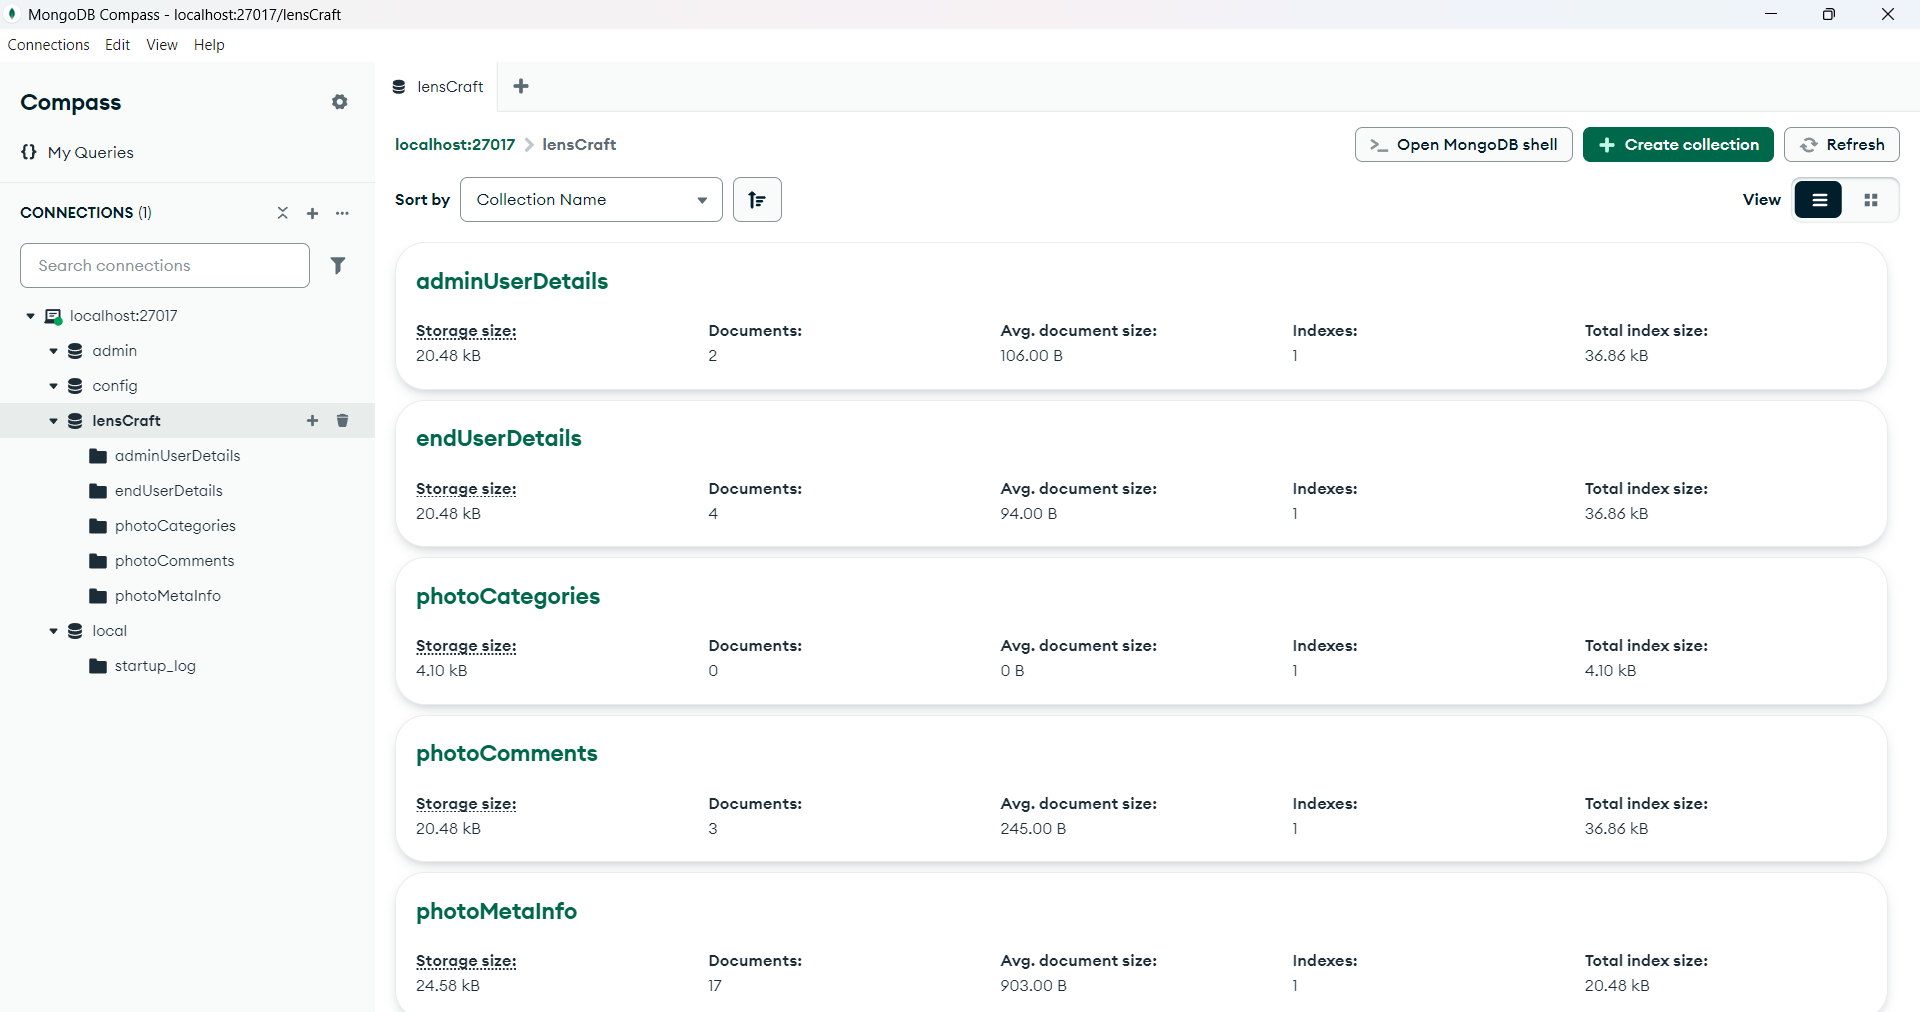 MongoDB Compass - localhost:27017/lensCraft
Connections Edit View Help
Compass
{} My Queries
CONNECTIONS (1)
Search connections
localhost:27017
admin
config
lensCraft
adminUserDetails
endUserDetails
photoCategories
photoComments
photoMetaInfo
local
startup_log
lensCraft
localhost:27017 lensCraft
>_ Open MongoDB shell
Create collection
Refresh
Sort by Collection Name
View
adminUserDetails
Storage size: Documents: Avg. document size: Indexes: Total index size:
20.48 kB 2 106.00 B 1 36.86 kB
endUserDetails
Storage size: Documents: Avg. document size: Indexes: Total index size:
20.48 kB 4 94.00 B 1 36.86 kB
photoCategories
Storage size: Documents: Avg. document size: Indexes: Total index size:
4.10 kB 0 0 B 1 4.10 kB
photoComments
Storage size: Documents: Avg. document size: Indexes: Total index size:
20.48 kB 3 245.00 B 1 36.86 kB
photoMetaInfo
Storage size: Documents: Avg. document size: Indexes: Total index size:
24.58 kB 17 903.00 B 1 20.48 kB